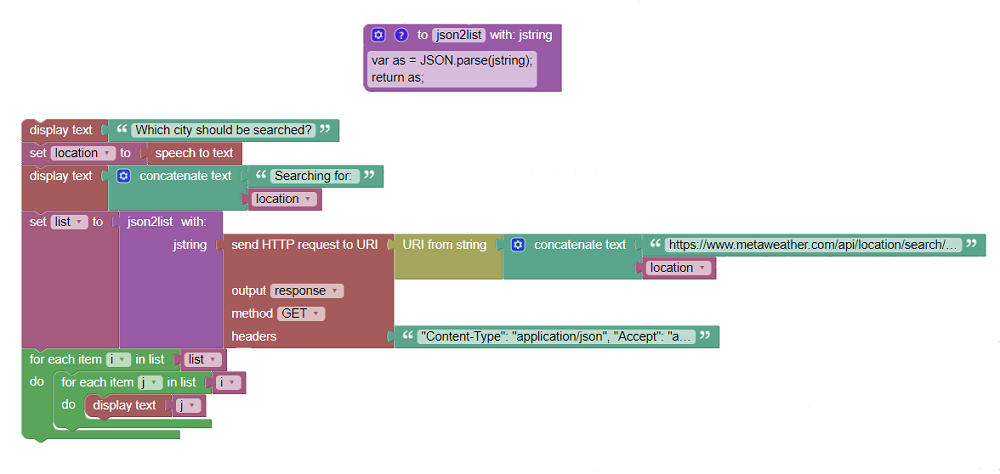 ? to json2list with: jstring
var as = JSON.parse(jstring);
return as;
display text “ Which city should be searched? ”
set location to speech to text
display text concatenate text “ Searching for: ”
location
set list to json2list with:
jstring send HTTP request to URI URI from string concatenate text “ https://www.metaweather.com/api/location/search/... ”
location
output response
method GET
headers “ "Content-Type": "application/json", "Accept": "a... ”
for each item i in list list
do for each item j in list i
do display text j